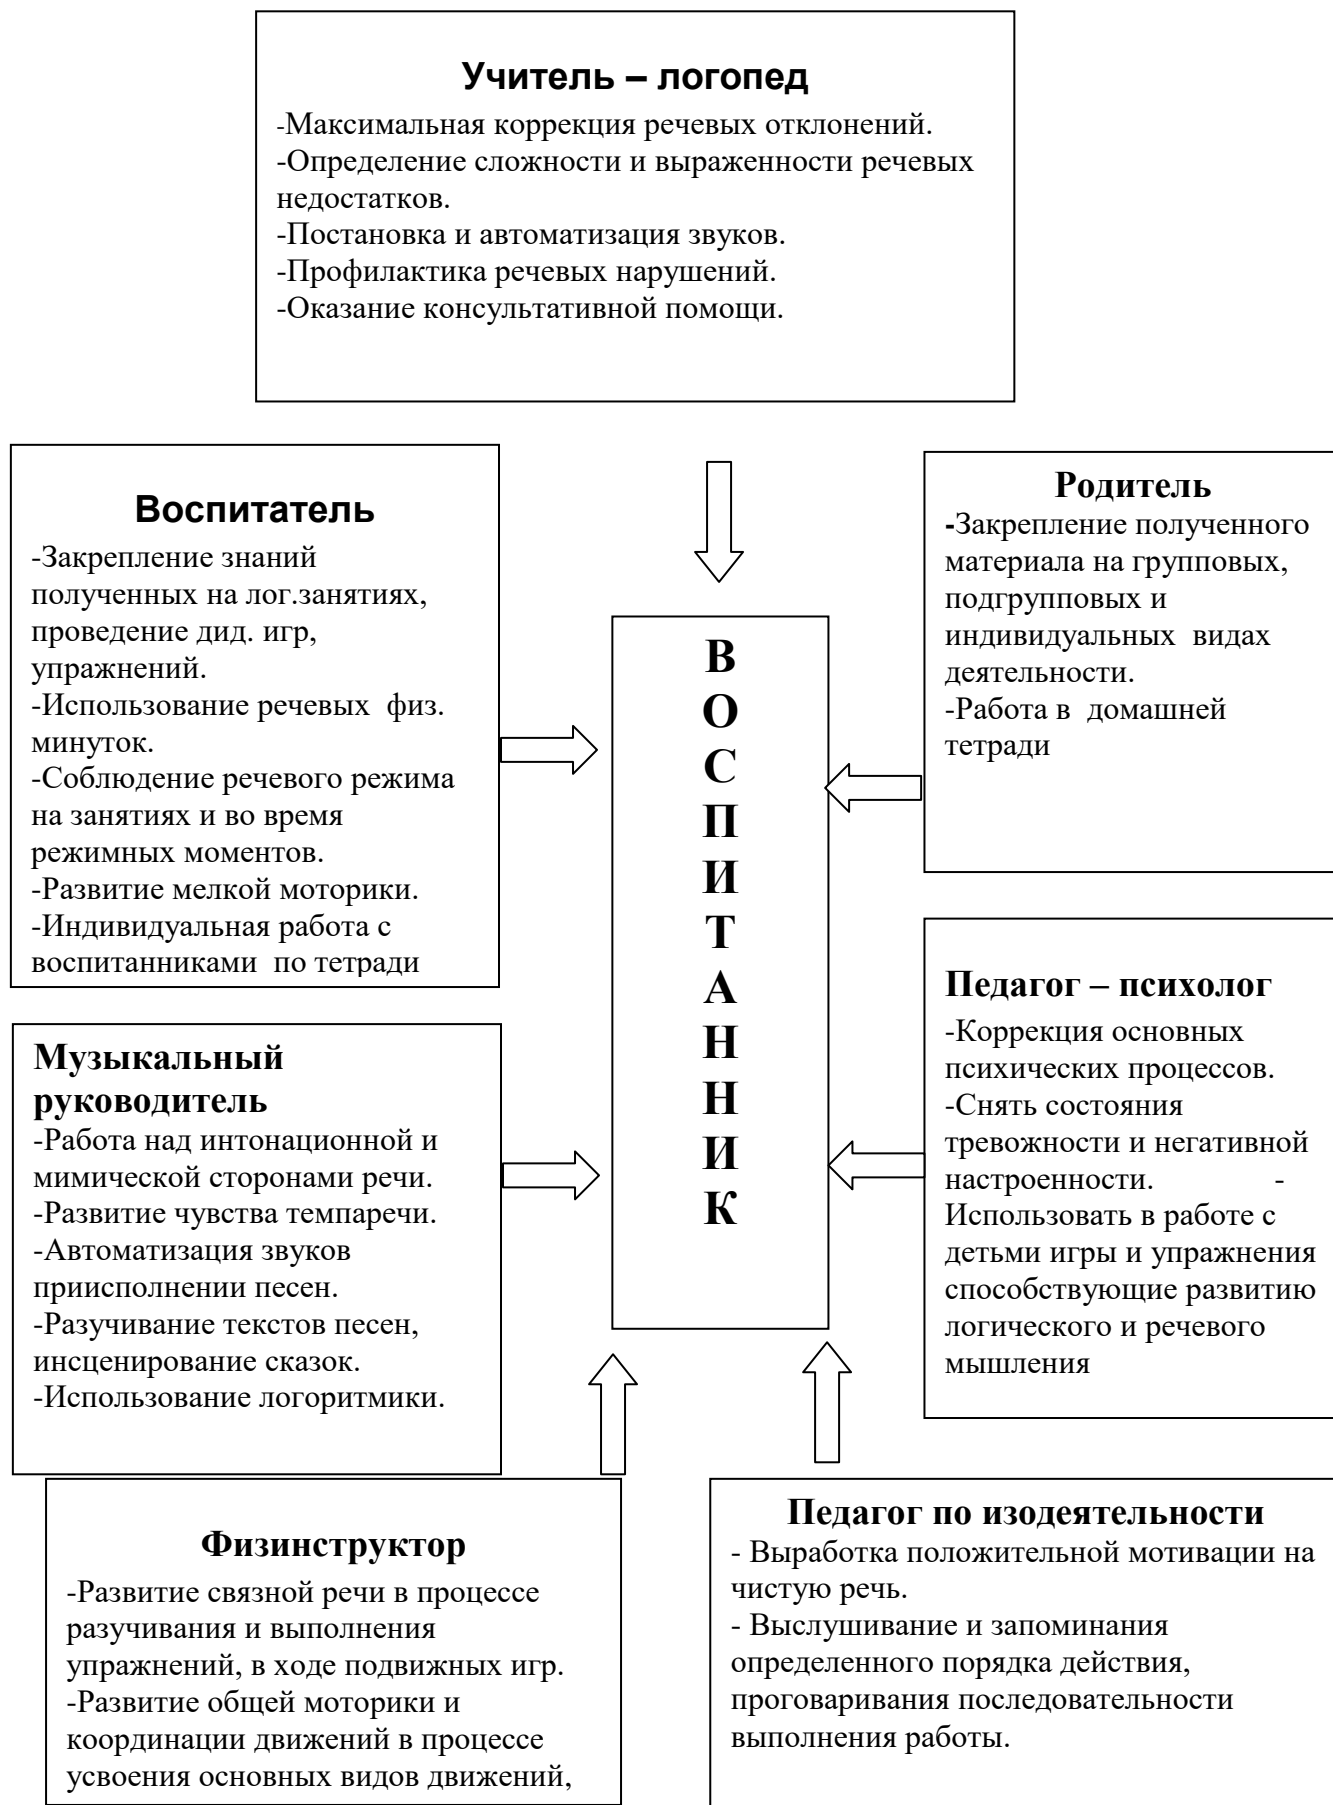 Учитель – логопед
-Максимальная коррекция речевых отклонений.
-Определение сложности и выраженности речевых
недостатков.
-Постановка и автоматизация звуков.
-Профилактика речевых нарушений.
-Оказание консультативной помощи.
Воспитатель
-Закрепление знаний
полученных на лог.занятиях,
проведение дид. игр,
упражнений.
-Использование речевых  физ.
минуток.
-Соблюдение речевого режима
на занятиях и во время
режимных моментов.
-Развитие мелкой моторики.
-Индивидуальная работа с
воспитанниками  по тетради
Родитель
-Закрепление полученного
материала на групповых,
подгрупповых и
индивидуальных  видах
деятельности.
-Работа в  домашней
тетради
В
О
С
П
И
Т
А
Н
Н
И
К
Музыкальный
руководитель
-Работа над интонационной и
мимической сторонами речи.
-Развитие чувства темпаречи.
-Автоматизация звуков
приисполнении песен.
-Разучивание текстов песен,
инсценирование сказок.
-Использование логоритмики.
Педагог – психолог
-Коррекция основных
психических процессов.
-Снять состояния
тревожности и негативной
настроенности. -
Использовать в работе с
детьми игры и упражнения
способствующие развитию
логического и речевого
мышления
Физинструктор
-Развитие связной речи в процессе
разучивания и выполнения
упражнений, в ходе подвижных игр.
-Развитие общей моторики и
координации движений в процессе
усвоения основных видов движений,
Педагог по изодеятельности
- Выработка положительной мотивации на
чистую речь.
- Выслушивание и запоминания
определенного порядка действия,
проговаривания последовательности
выполнения работы.